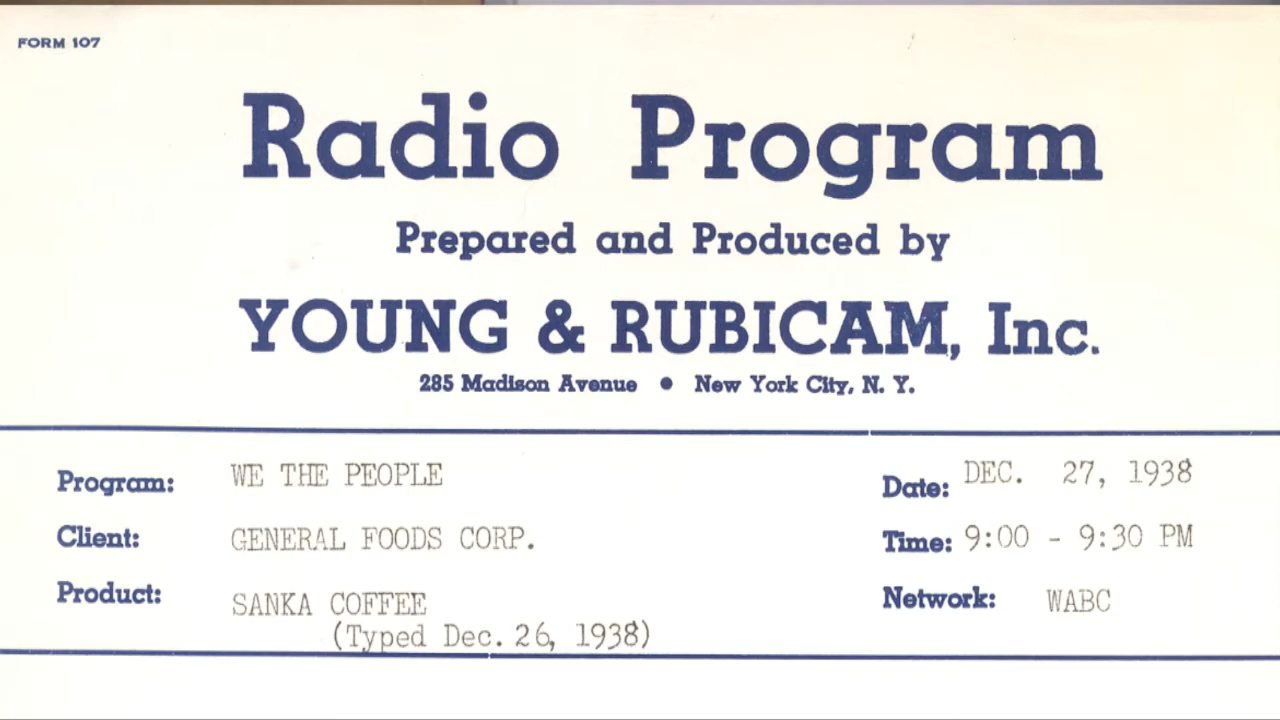 FORM 107
Radio Program
Prepared and Produced by
YOUNG & RUBICAM, Inc.
285 Madison Avenue • New York City, N. Y.
Program: WE THE PEOPLE
Date: DEC. 27, 1938
Client: GENERAL FOODS CORP.
Time: 9:00 - 9:30 PM
Product: SANKA COFFEE
Network: WABC
(Typed Dec. 26, 1938)